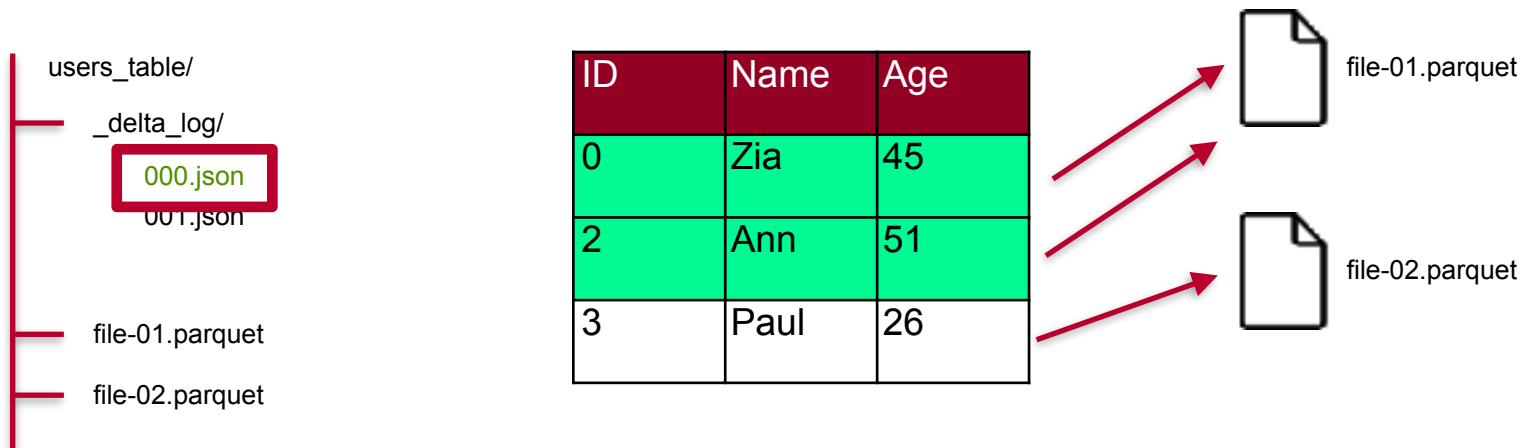 users_table/
_delta_log/
000.json
001.json
file-01.parquet
file-02.parquet
ID Name Age
0 Zia 45
2 Ann 51
3 Paul 26
file-01.parquet
file-02.parquet